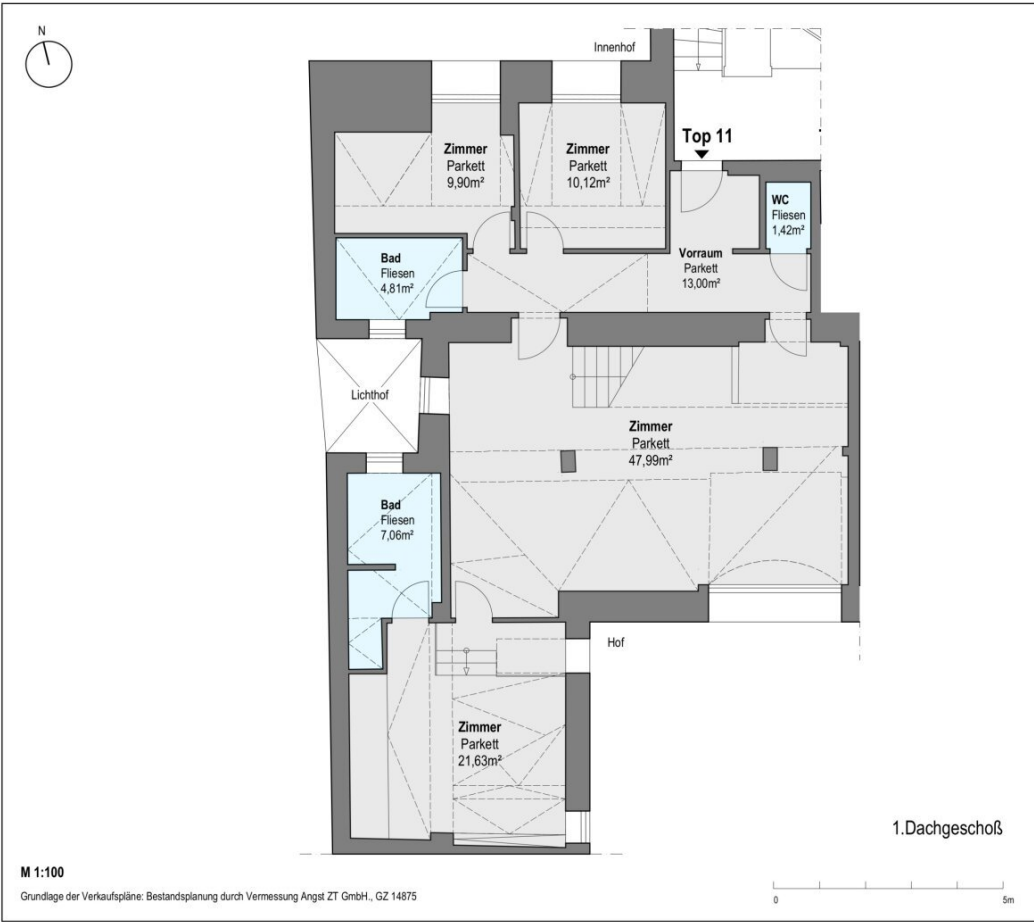 N
Innenhof
Top 11
Zimmer
Parkett
9,90m²
Zimmer
Parkett
10,12m²
WC
Fliesen
1,42m²
Bad
Fliesen
4,81m²
Vorraum
Parkett
13,00m²
Lichthof
Zimmer
Parkett
47,99m²
Bad
Fliesen
7,06m²
Hof
Zimmer
Parkett
21,63m²
1.Dachgeschoß
M 1:100
Grundlage der Verkaufspläne: Bestandsplanung durch Vermessung Angst ZT GmbH., GZ 14875
0
5m